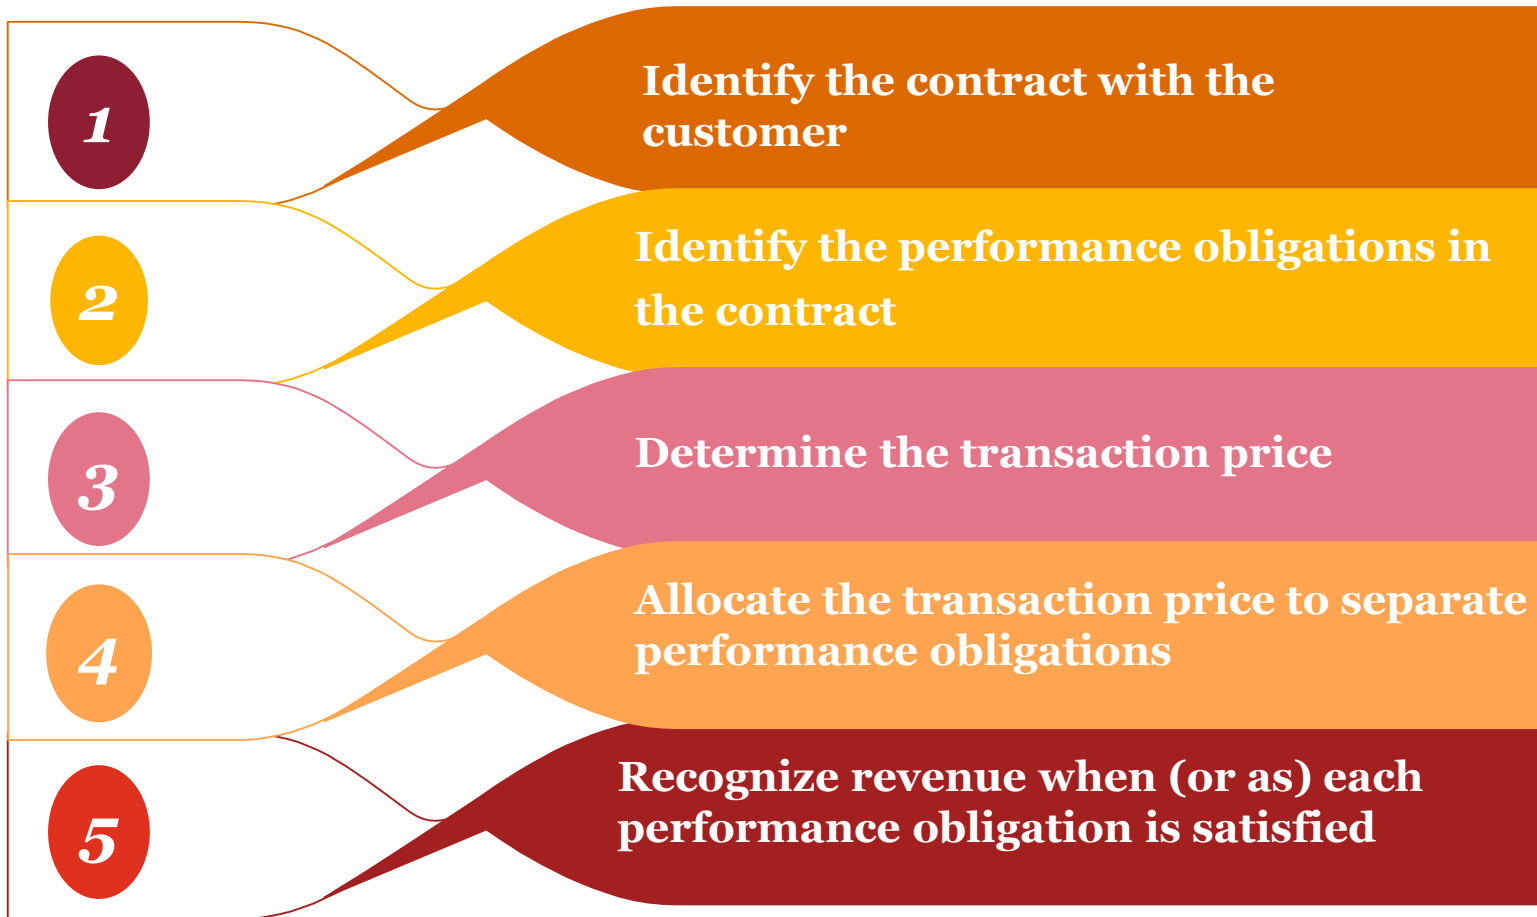 1
Identify the contract with the
customer
2
Identify the performance obligations in
the contract
3
Determine the transaction price
4
Allocate the transaction price to separate
performance obligations
5
Recognize revenue when (or as) each
performance obligation is satisfied